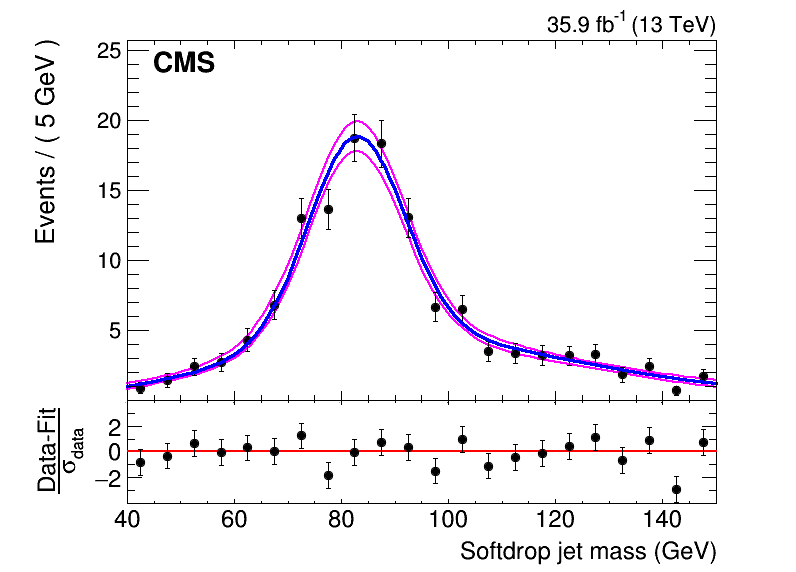 35.9 fb⁻¹ (13 TeV)
CMS
Events / ( 5 GeV )
25
20
15
10
5
Data-Fit
σdata
2
0
−2
40 60 80 100 120 140
Softdrop jet mass (GeV)